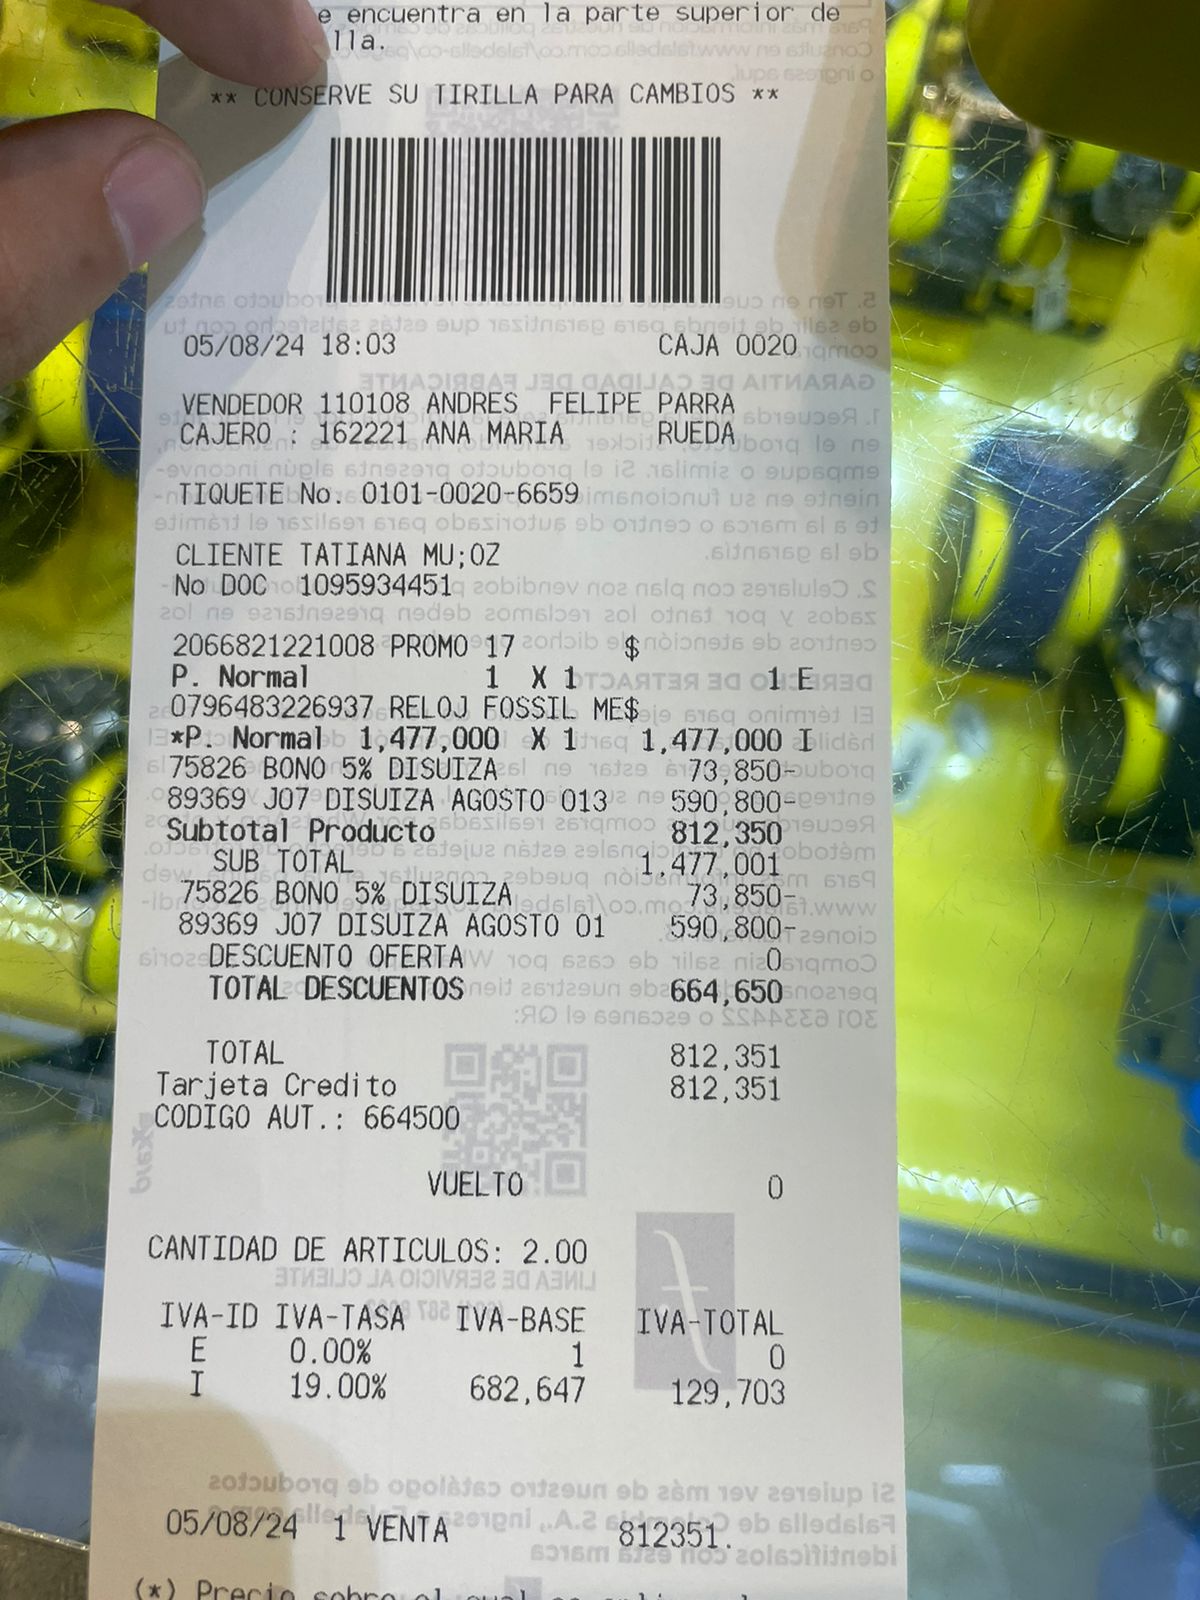 e encuentra en la parte superior de
lla.
** CONSERVE SU TIRILLA PARA CAMBIOS **
05/08/24 18:03 CAJA 0020
VENDEDOR 110108 ANDRES FELIPE PARRA
CAJERO : 162221 ANA MARIA RUEDA
TIQUETE No. 0101-0020-6659
CLIENTE TATIANA MU;OZ
No DOC 1095934451
2066821221008 PROMO 17 $
P. Normal 1 X 1 1 E
0796483226937 RELOJ FOSSIL ME$
*P. Normal 1,477,000 X 1 1,477,000 I
75826 BONO 5% DISUIZA 73,850-
89369 J07 DISUIZA AGOSTO 013 590,800-
Subtotal Producto 812,350
SUB TOTAL 1,477,001
75826 BONO 5% DISUIZA 73,850-
89369 J07 DISUIZA AGOSTO 01 590,800-
DESCUENTO OFERTA 0
TOTAL DESCUENTOS 664,650
TOTAL 812,351
Tarjeta Credito 812,351
CODIGO AUT.: 664500
VUELTO 0
CANTIDAD DE ARTICULOS: 2.00
IVA-ID IVA-TASA IVA-BASE IVA-TOTAL
E 0.00% 1 0
I 19.00% 682,647 129,703
05/08/24 1 VENTA 812351.
(*) Precio sobre el cual se